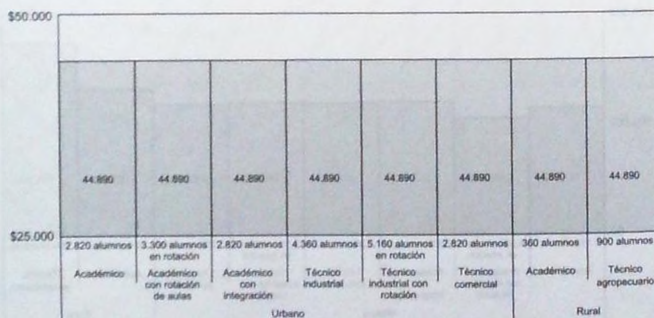 $50.000
44.890 44.890 44.890 44.890 44.890 44.890 44.890 44.890
$25.000
2.820 alumnos 3.300 alumnos en rotación 2.820 alumnos 4.360 alumnos 5.160 alumnos en rotación 2.820 alumnos 360 alumnos 900 alumnos
Académico Académico con rotación de aulas Académico con integración Técnico industrial Técnico industrial con rotación Técnico comercial Académico Técnico agropecuario
Urbano Rural